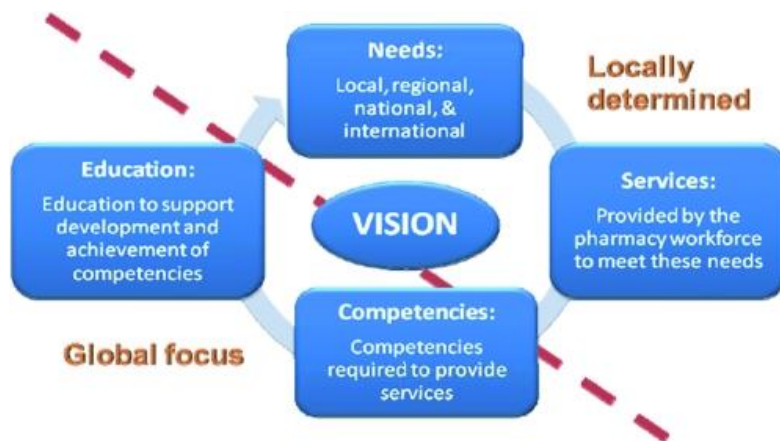 Needs:
Local, regional,
national, &
international
Locally
determined
Education:
Education to support
development and
achievement of
competencies
VISION
Services:
Provided by the
pharmacy workforce
to meet these needs
Global focus
Competencies:
Competencies
required to provide
services